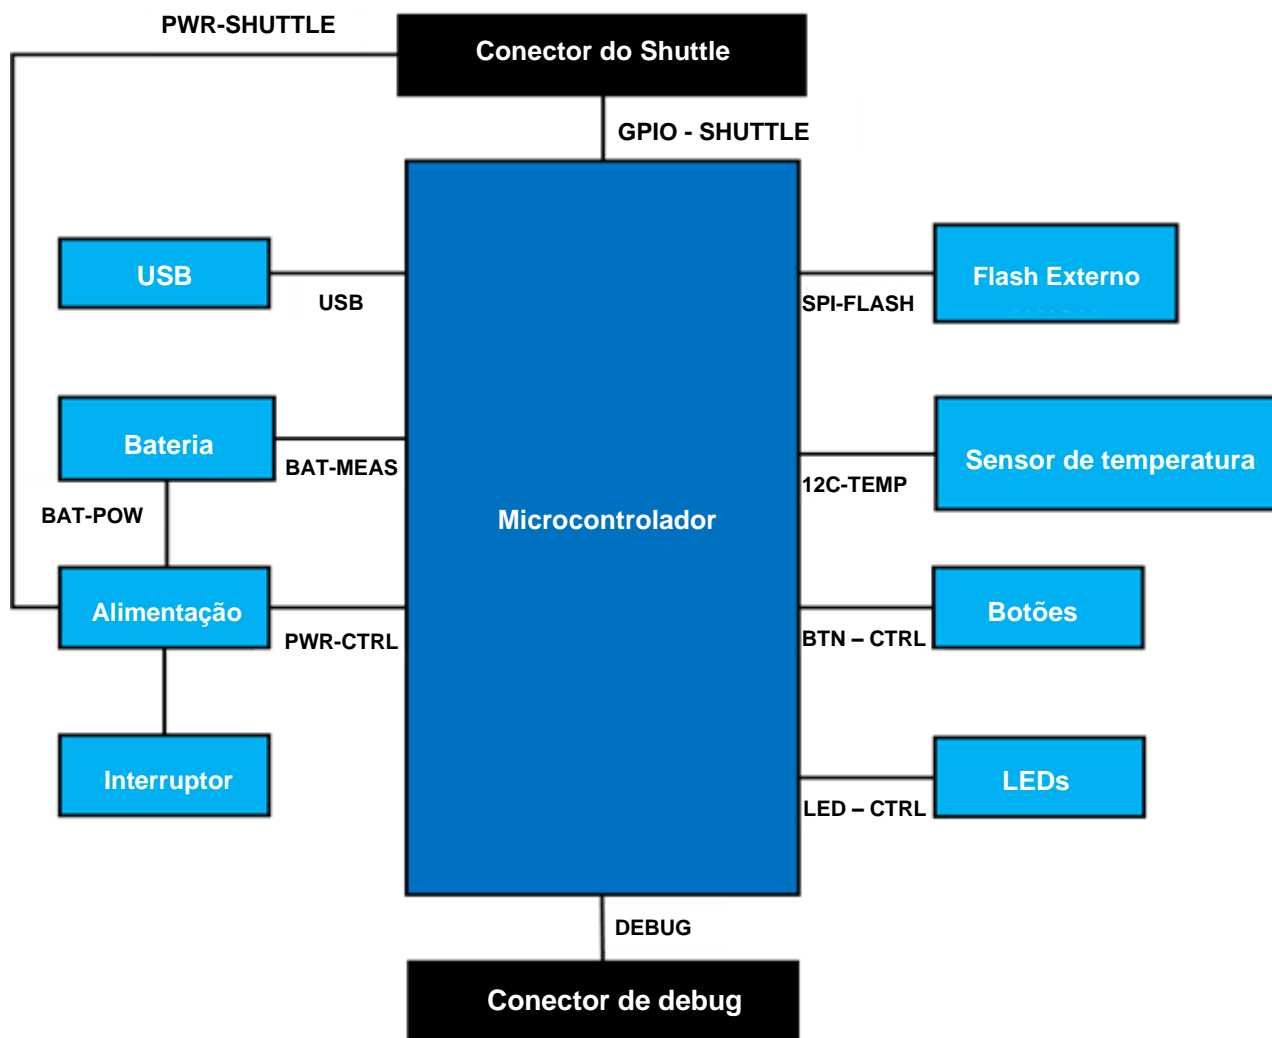 PWR-SHUTTLE
Conector do Shuttle
GPIO - SHUTTLE
USB
USB
Flash Externo
SPI-FLASH
Bateria
BAT-MEAS
Sensor de temperatura
12C-TEMP
BAT-POW
Microcontrolador
Alimentação
PWR-CTRL
Botões
BTN – CTRL
Interruptor
LEDs
LED – CTRL
DEBUG
Conector de debug